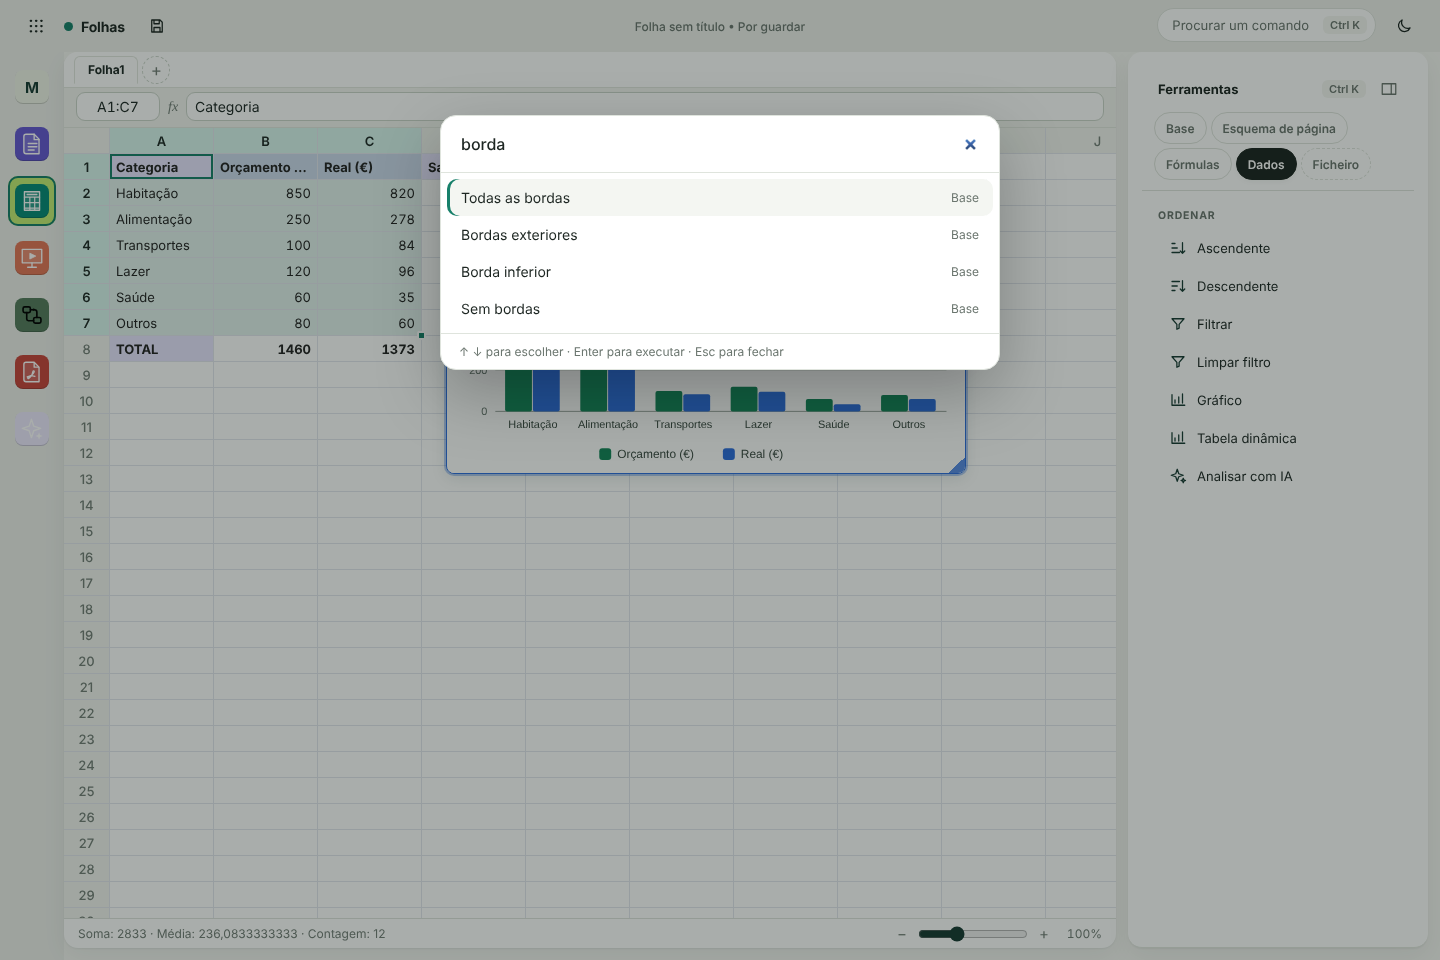 Folhas
Folha sem título • Por guardar
Procurar um comando Ctrl K
M
Folha1 +
A1:C7 fx Categoria
A B C J
1 Categoria Orçamento ... Real (€) Sa
2 Habitação 850 820
3 Alimentação 250 278
4 Transportes 100 84
5 Lazer 120 96
6 Saúde 60 35
7 Outros 80 60
8 TOTAL 1460 1373
9
10
11
12
13
14
15
16
17
18
19
20
21
22
23
24
25
26
27
28
29
borda
Todas as bordas Base
Bordas exteriores Base
Borda inferior Base
Sem bordas Base
↑ ↓ para escolher · Enter para executar · Esc para fechar
200
0
Habitação Alimentação Transportes Lazer Saúde Outros
Orçamento (€) Real (€)
Ferramentas Ctrl K
Base Esquema de página
Fórmulas Dados Ficheiro
ORDENAR
Ascendente
Descendente
Filtrar
Limpar filtro
Gráfico
Tabela dinâmica
Analisar com IA
Soma: 2833 · Média: 236,0833333333 · Contagem: 12
− + 100%